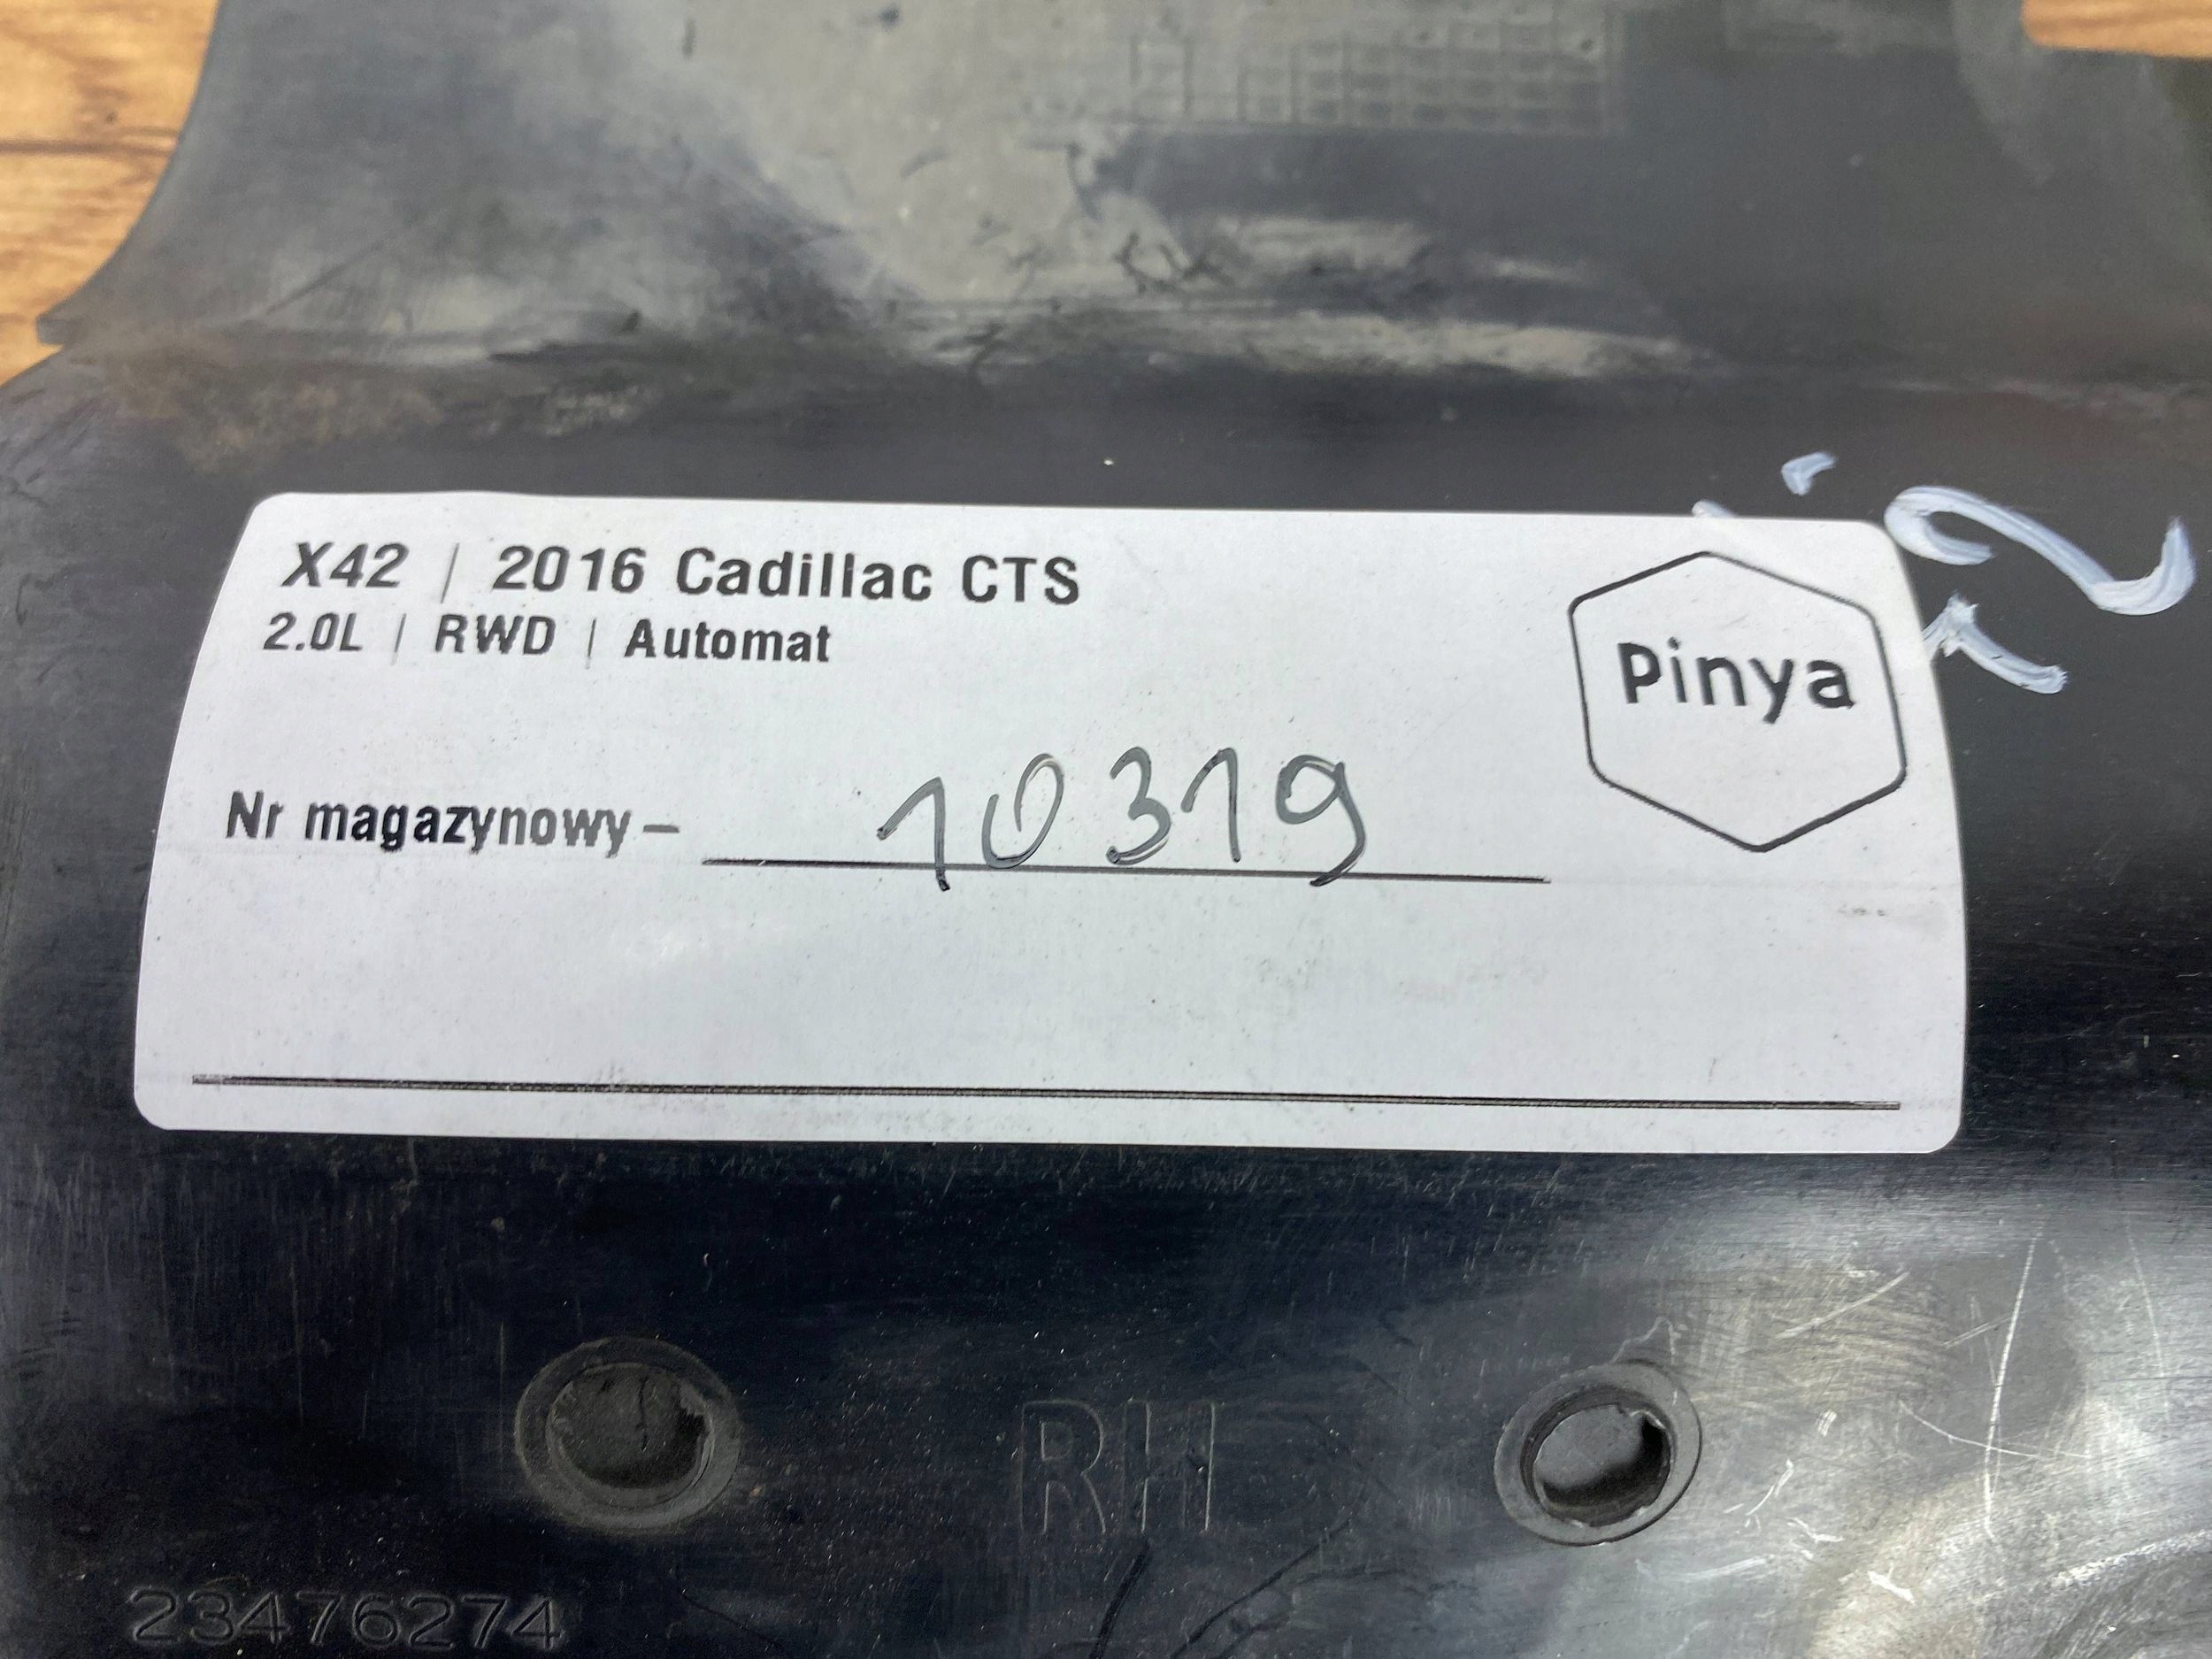 X42 | 2016 Cadillac CTS
2.0L | RWD | Automat
Pinya
Nr magazynowy – 10319
RH
23476274